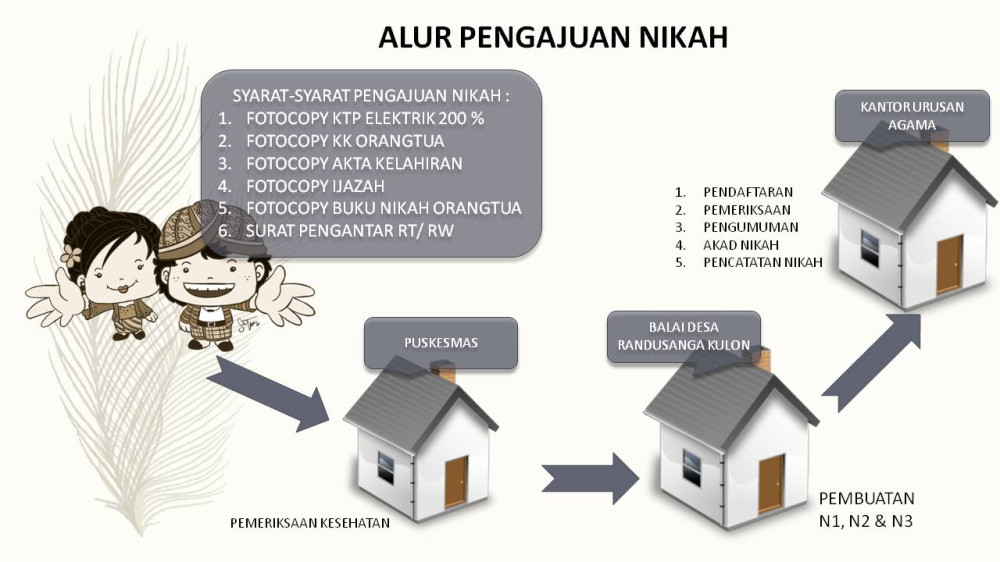 ALUR PENGAJUAN NIKAH
SYARAT-SYARAT PENGAJUAN NIKAH :
1. FOTOCOPY KTP ELEKTRIK 200 %
2. FOTOCOPY KK ORANGTUA
3. FOTOCOPY AKTA KELAHIRAN
4. FOTOCOPY IJAZAH
5. FOTOCOPY BUKU NIKAH ORANGTUA
6. SURAT PENGANTAR RT/ RW
PUSKESMAS
PEMERIKSAAN KESEHATAN
BALAI DESA
RANDUSANGA KULON
PEMBUATAN
N1, N2 & N3
KANTOR URUSAN
AGAMA
1. PENDAFTARAN
2. PEMERIKSAAN
3. PENGUMUMAN
4. AKAD NIKAH
5. PENCATATAN NIKAH